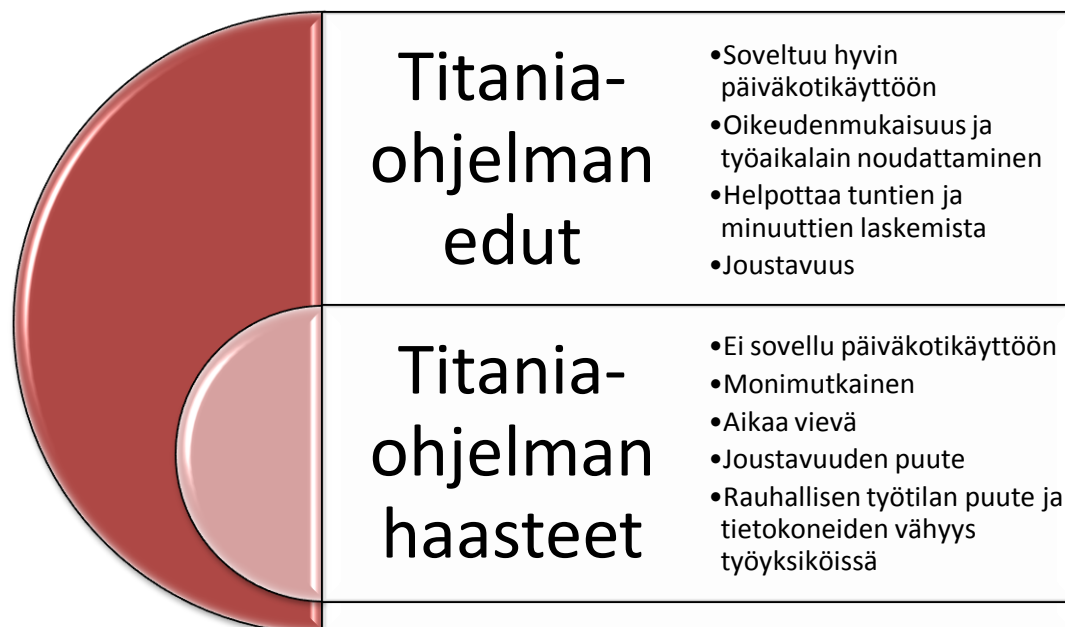 Titania-
ohjelman
edut
•Soveltuu hyvin
päiväkotikäyttöön
•Oikeudenmukaisuus ja
työaikalain noudattaminen
•Helpottaa tuntien ja
minuuttien laskemista
•Joustavuus
Titania-
ohjelman
haasteet
•Ei sovellu päiväkotikäyttöön
•Monimutkainen
•Aikaa vievä
•Joustavuuden puute
•Rauhallisen työtilan puute ja
tietokoneiden vähyys
työyksiköissä